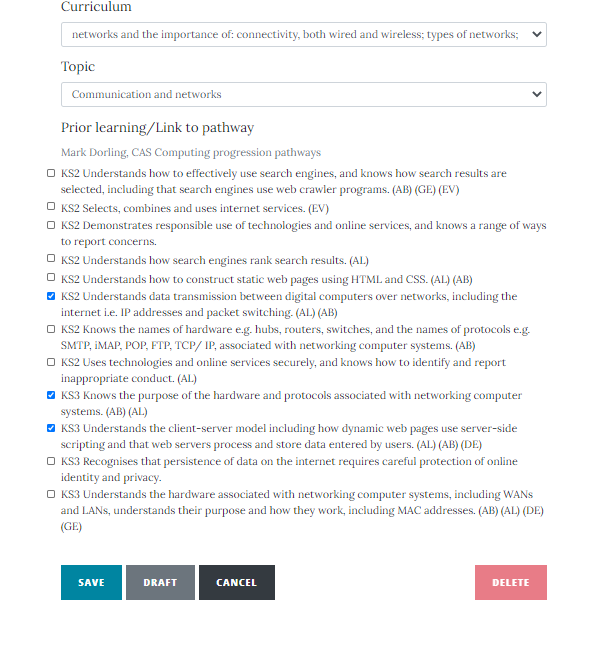 Curriculum
networks and the importance of: connectivity, both wired and wireless; types of networks;
Topic
Communication and networks
Prior learning/Link to pathway
Mark Dorling, CAS Computing progression pathways
KS2 Understands how to effectively use search engines, and knows how search results are
selected, including that search engines use web crawler programs. (AB) (GE) (EV)
KS2 Selects, combines and uses internet services. (EV)
KS2 Demonstrates responsible use of technologies and online services, and knows a range of ways
to report concerns.
KS2 Understands how search engines rank search results. (AL)
KS2 Understands how to construct static web pages using HTML and CSS. (AL) (AB)
KS2 Understands data transmission between digital computers over networks, including the
internet i.e. IP addresses and packet switching. (AL) (AB)
KS2 Knows the names of hardware e.g. hubs, routers, switches, and the names of protocols e.g.
SMTP, iMAP, POP, FTP, TCP/ IP, associated with networking computer systems. (AB)
KS2 Uses technologies and online services securely, and knows how to identify and report
inappropriate conduct. (AL)
KS3 Knows the purpose of the hardware and protocols associated with networking computer
systems. (AB) (AL)
KS3 Understands the client-server model including how dynamic web pages use server-side
scripting and that web servers process and store data entered by users. (AL) (AB) (DE)
KS3 Recognises that persistence of data on the internet requires careful protection of online
identity and privacy.
KS3 Understands the hardware associated with networking computer systems, including WANs
and LANs, understands their purpose and how they work, including MAC addresses. (AB) (AL) (DE)
(GE)
SAVE DRAFT CANCEL DELETE